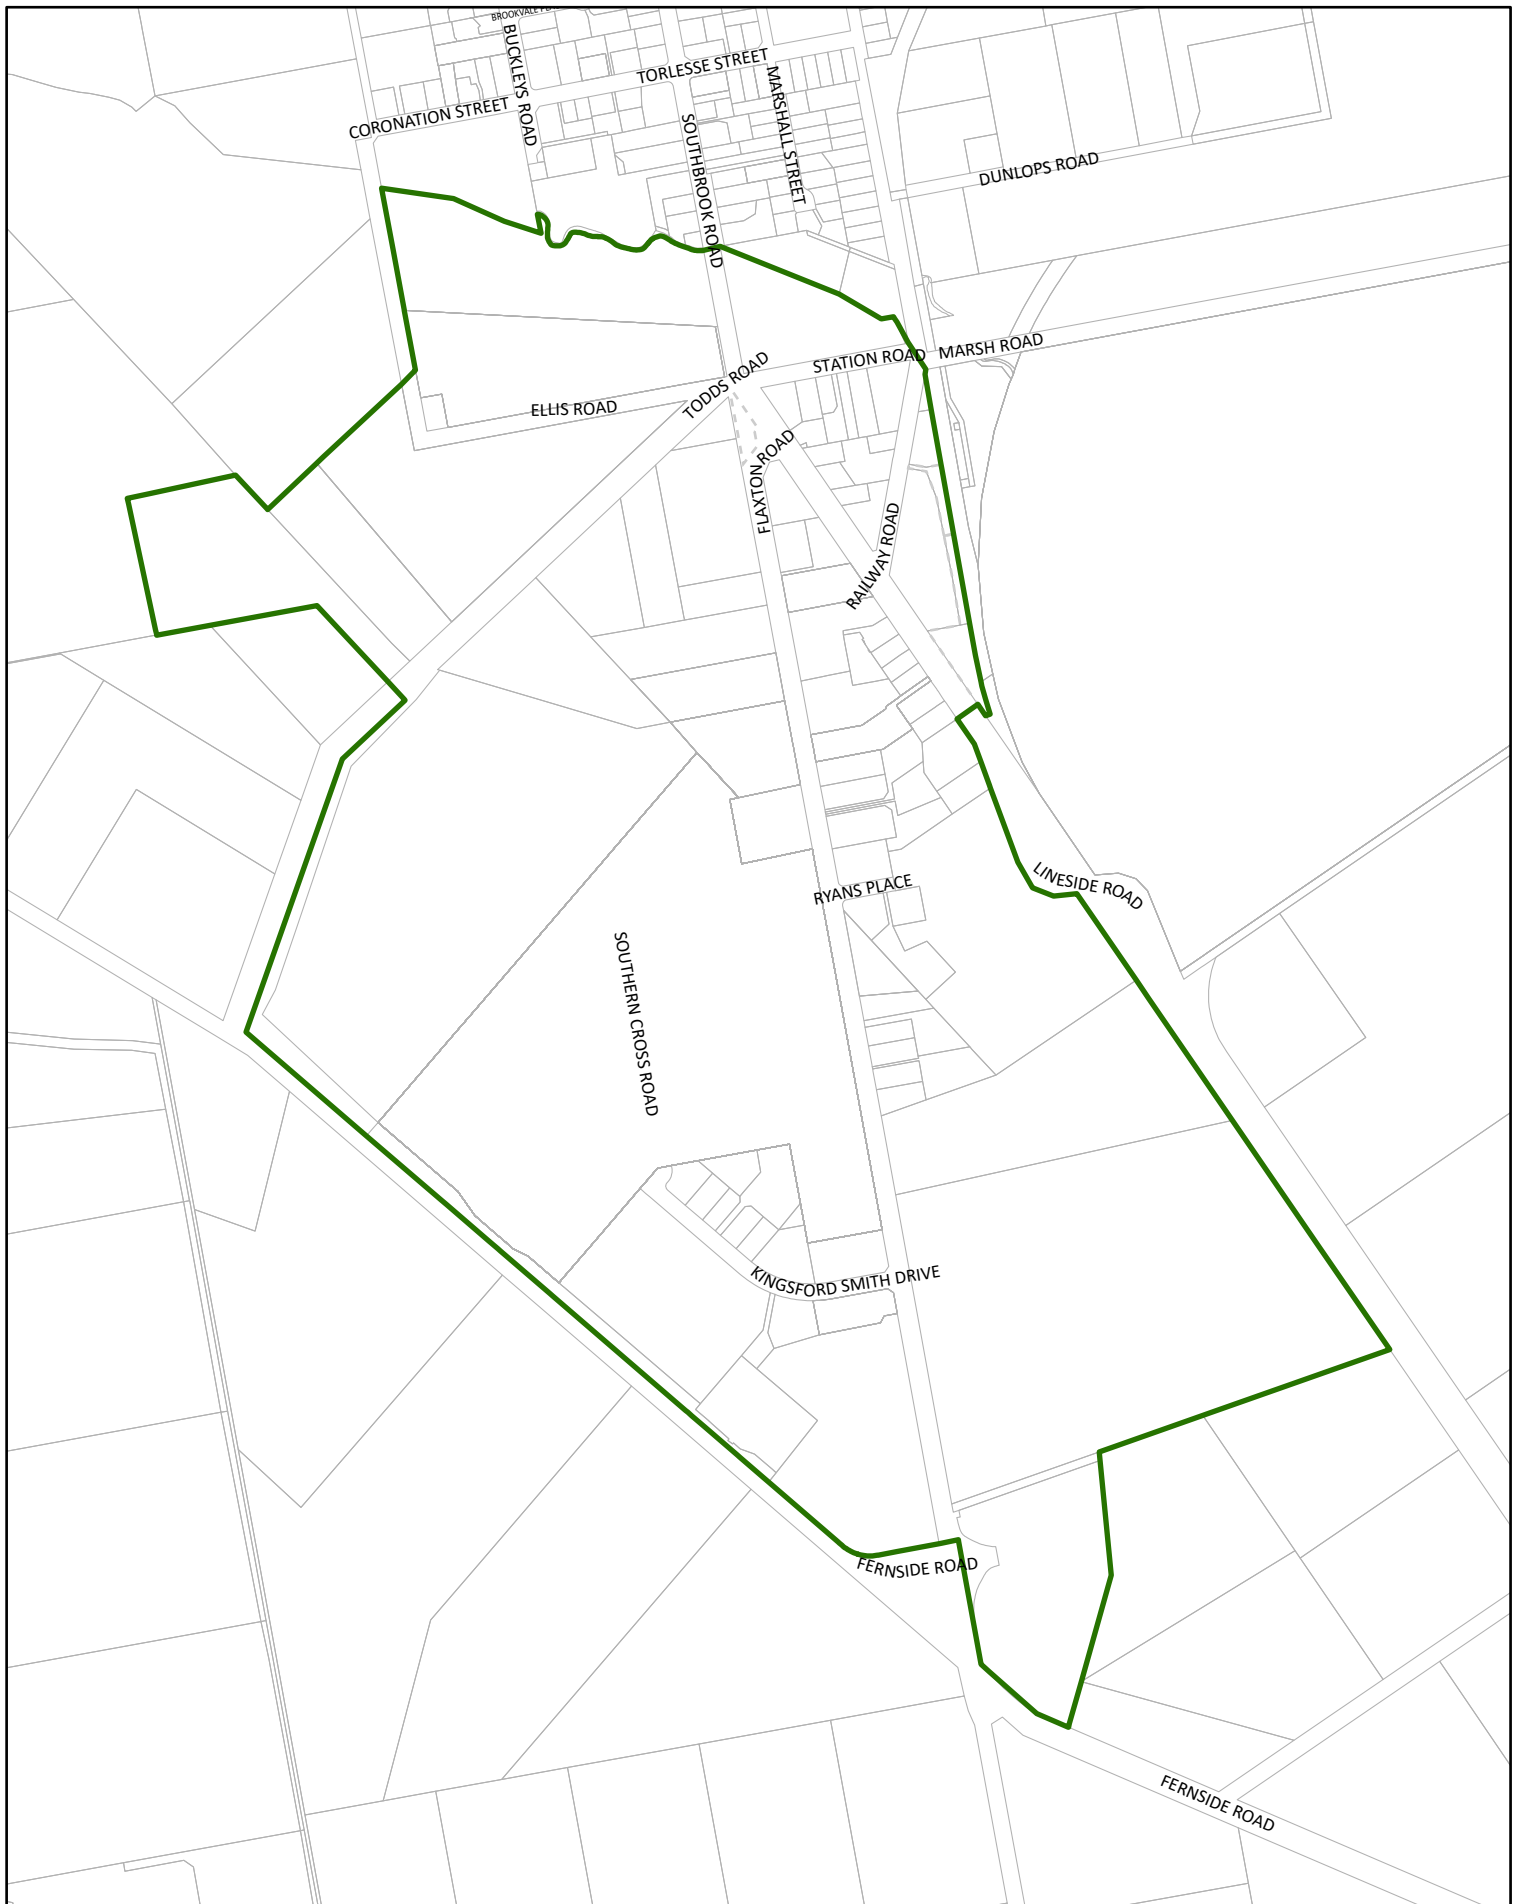 BROOKVALE
BUCKLEYS ROAD
TORLESSE STREET
MARSHALL STREET
CORONATION STREET
SOUTHBROOK ROAD
DUNLOPS ROAD
STATION ROAD
MARSH ROAD
TODDS ROAD
ELLIS ROAD
ROAD
FLAXTON
RAILWAY ROAD
LINESIDE ROAD
RYANS PLACE
SOUTHERN CROSS ROAD
KINGSFORD SMITH DRIVE
FERNSIDE ROAD
FERNSIDE ROAD